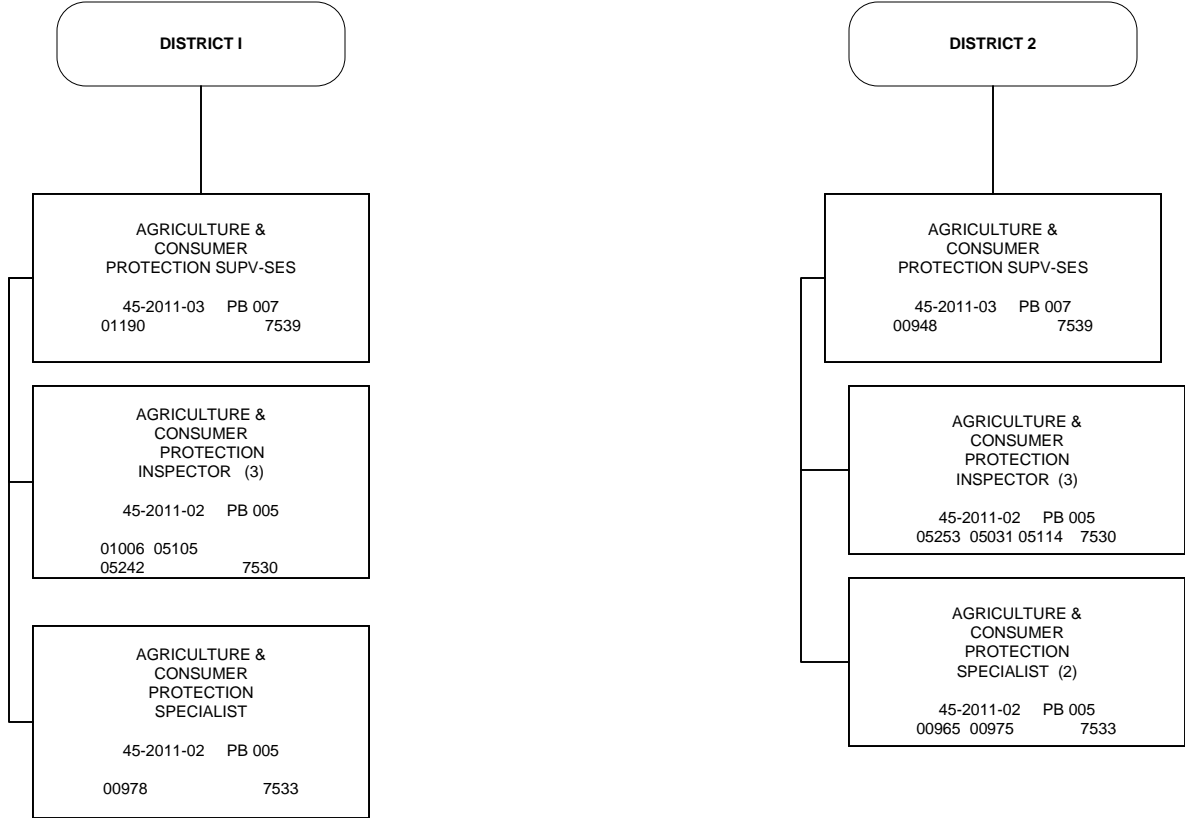 DISTRICT I
AGRICULTURE &
CONSUMER
PROTECTION SUPV-SES
45-2011-03 PB 007
01190 7539
AGRICULTURE &
CONSUMER
PROTECTION
INSPECTOR (3)
45-2011-02 PB 005
01006 05105
05242 7530
AGRICULTURE &
CONSUMER
PROTECTION
SPECIALIST
45-2011-02 PB 005
00978 7533
DISTRICT 2
AGRICULTURE &
CONSUMER
PROTECTION SUPV-SES
45-2011-03 PB 007
00948 7539
AGRICULTURE &
CONSUMER
PROTECTION
INSPECTOR (3)
45-2011-02 PB 005
05253 05031 05114 7530
AGRICULTURE &
CONSUMER
PROTECTION
SPECIALIST (2)
45-2011-02 PB 005
00965 00975 7533